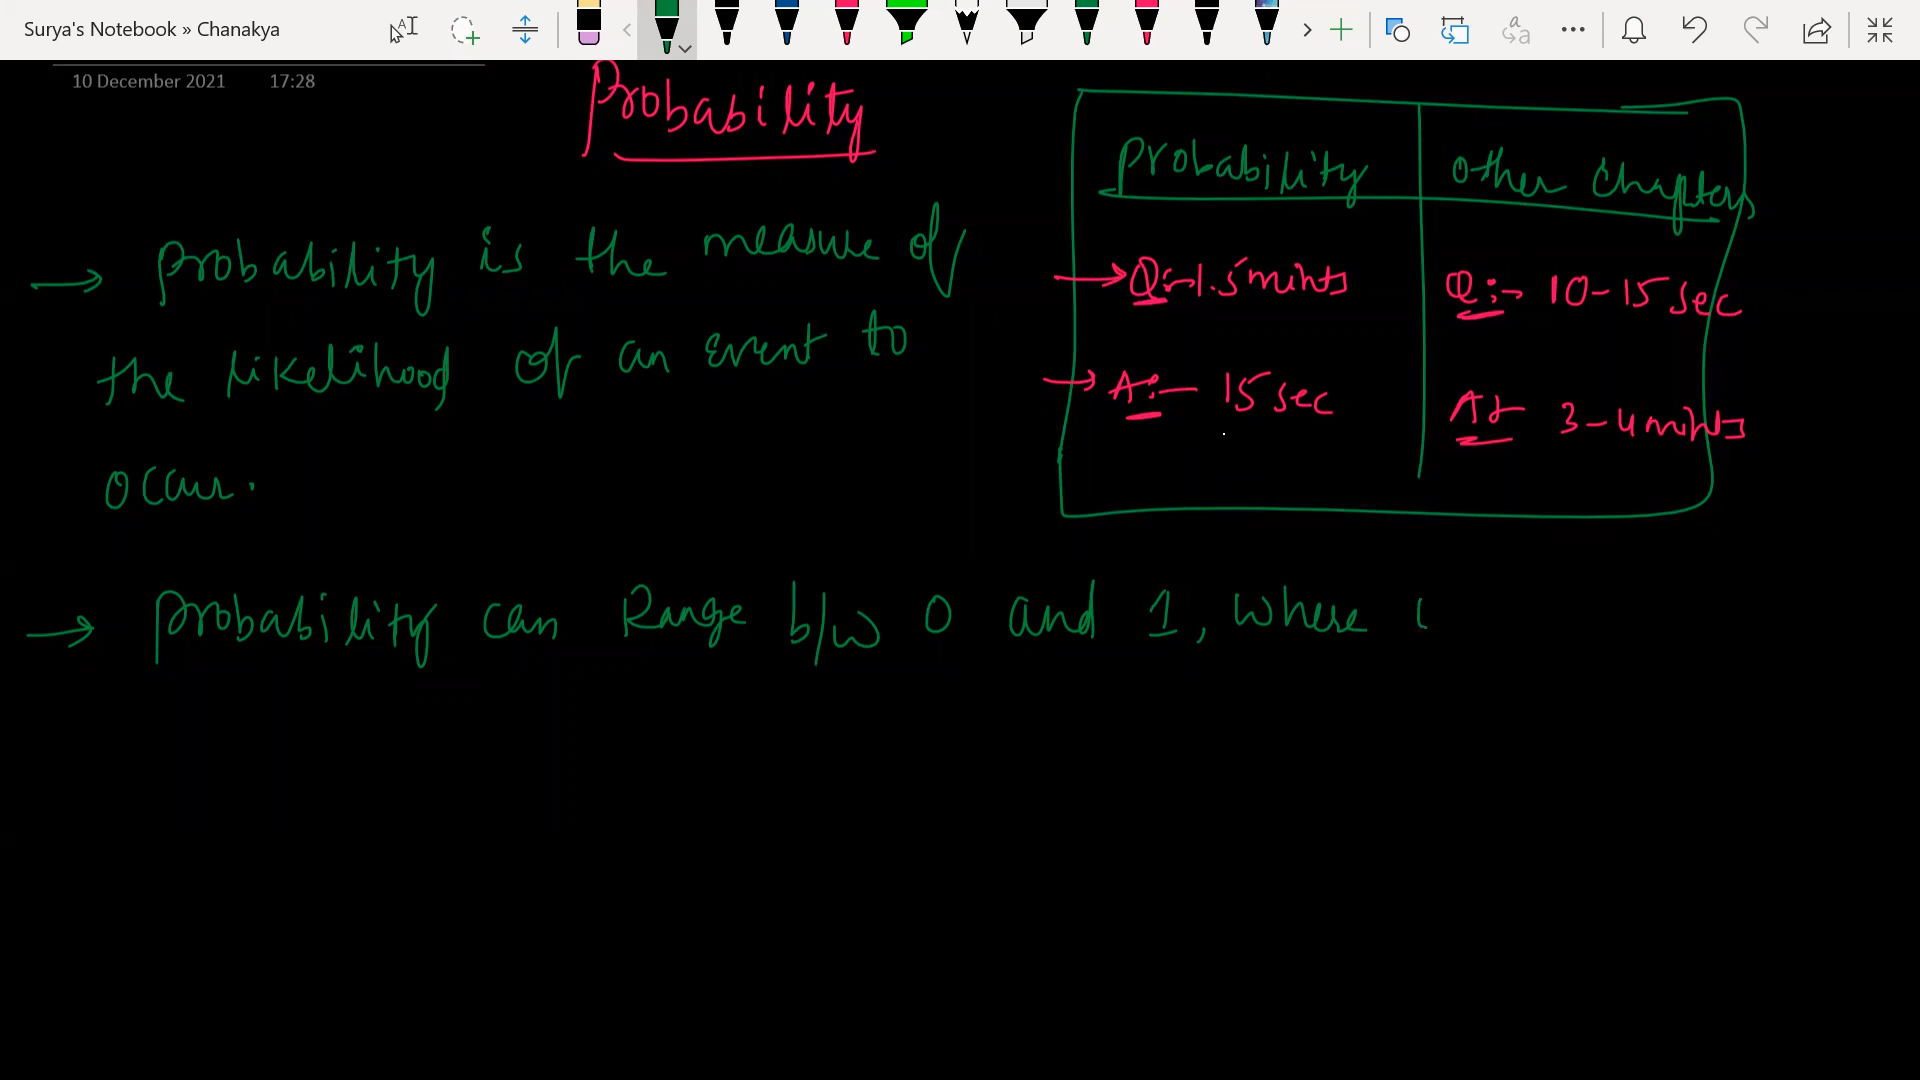 Surya's Notebook » Chanakya
10 December 2021 17:28
Probability
→ Probability is the measure of
the likelihood of an event to
occur.
Probability Other Chapters
→ Q:- 1.5 mints Q:- 10-15 sec
→ A:- 15 sec A:- 3-4 mints
→ Probability can Range b/w 0 and 1, where